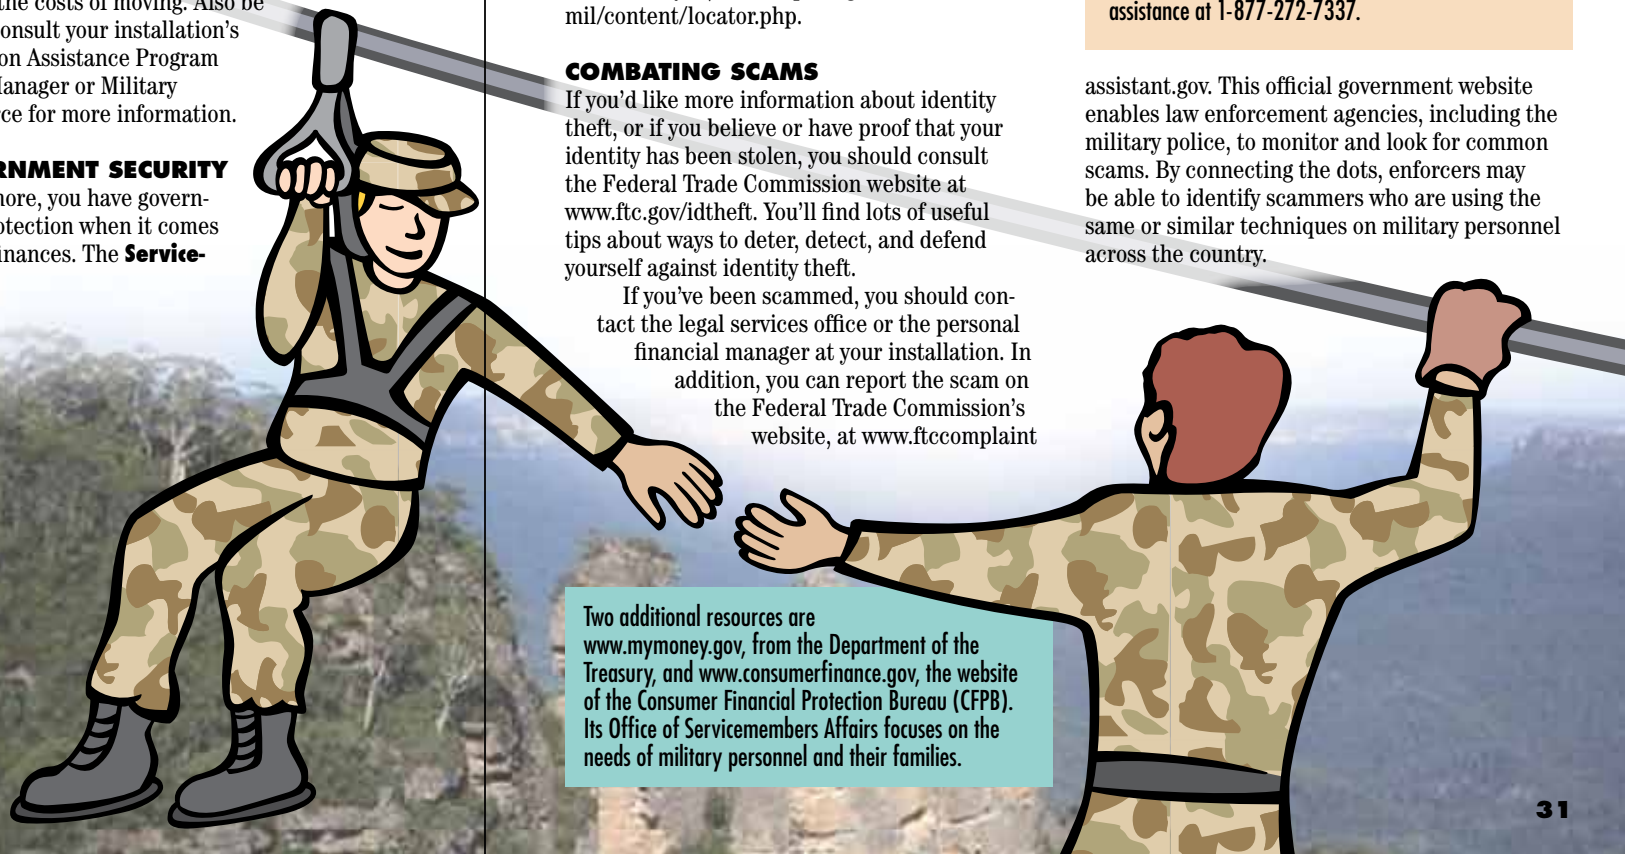 the costs of moving. Also be
onsult your installation's
on Assistance Program
anager or Military
ce for more information.
RNMENT SECURITY
ore, you have govern-
otection when it comes
inances. The Service-
mil/content/locator.php.
COMBATING SCAMS
If you'd like more information about identity
theft, or if you believe or have proof that your
identity has been stolen, you should consult
the Federal Trade Commission website at
www.ftc.gov/idtheft. You'll find lots of useful
tips about ways to deter, detect, and defend
yourself against identity theft.
If you've been scammed, you should con-
tact the legal services office or the personal
financial manager at your installation. In
addition, you can report the scam on
the Federal Trade Commission's
website, at www.ftccomplaint
assistance at 1-877-272-7337.
assistant.gov. This official government website
enables law enforcement agencies, including the
military police, to monitor and look for common
scams. By connecting the dots, enforcers may
be able to identify scammers who are using the
same or similar techniques on military personnel
across the country.
Two additional resources are
www.mymoney.gov, from the Department of the
Treasury, and www.consumerfinance.gov, the website
of the Consumer Financial Protection Bureau (CFPB).
Its Office of Servicemembers Affairs focuses on the
needs of military personnel and their families.
31